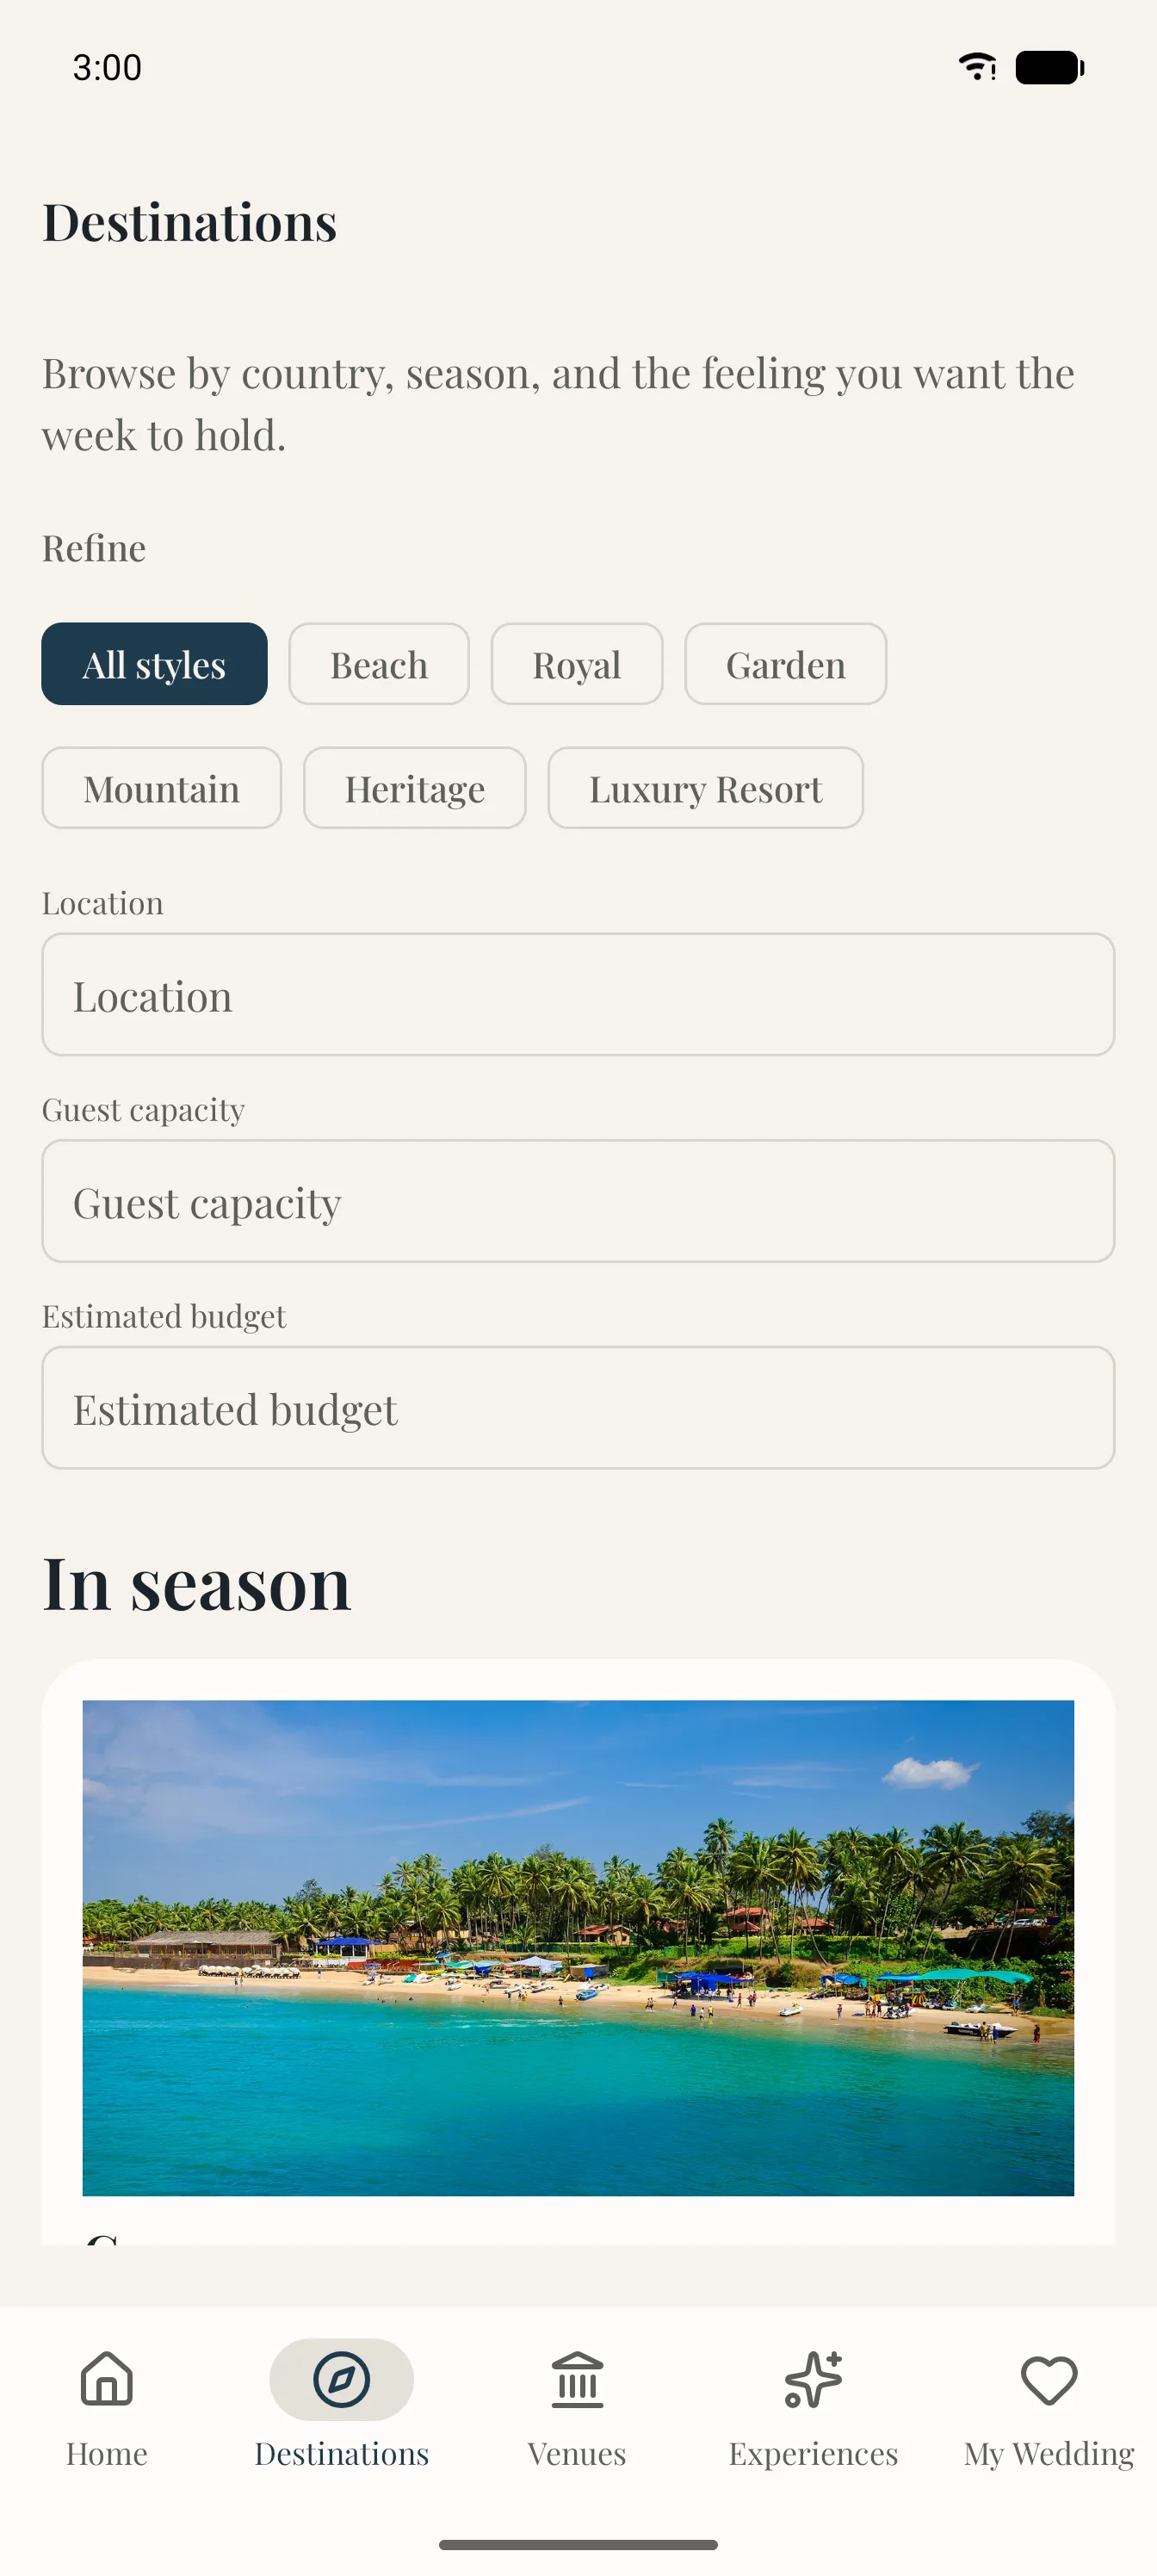 3:00
Destinations
Browse by country, season, and the feeling you want the
week to hold.
Refine
All styles
Beach
Royal
Garden
Mountain
Heritage
Luxury Resort
Location
Location
Guest capacity
Guest capacity
Estimated budget
Estimated budget
In season
Home
Destinations
Venues
Experiences
My Wedding